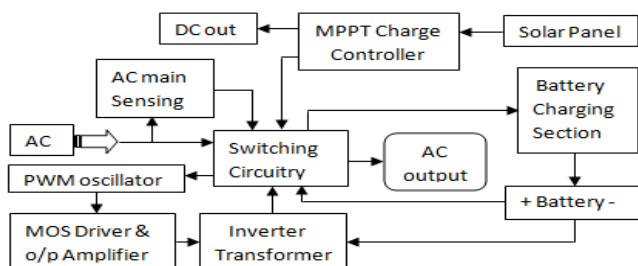 DC out
MPPT Charge
Controller
Solar Panel
AC main
Sensing
Battery
Charging
Section
AC
Switching
Circuitry
AC
output
PWM oscillator
+ Battery -
MOS Driver &
o/p Amplifier
Inverter
Transformer